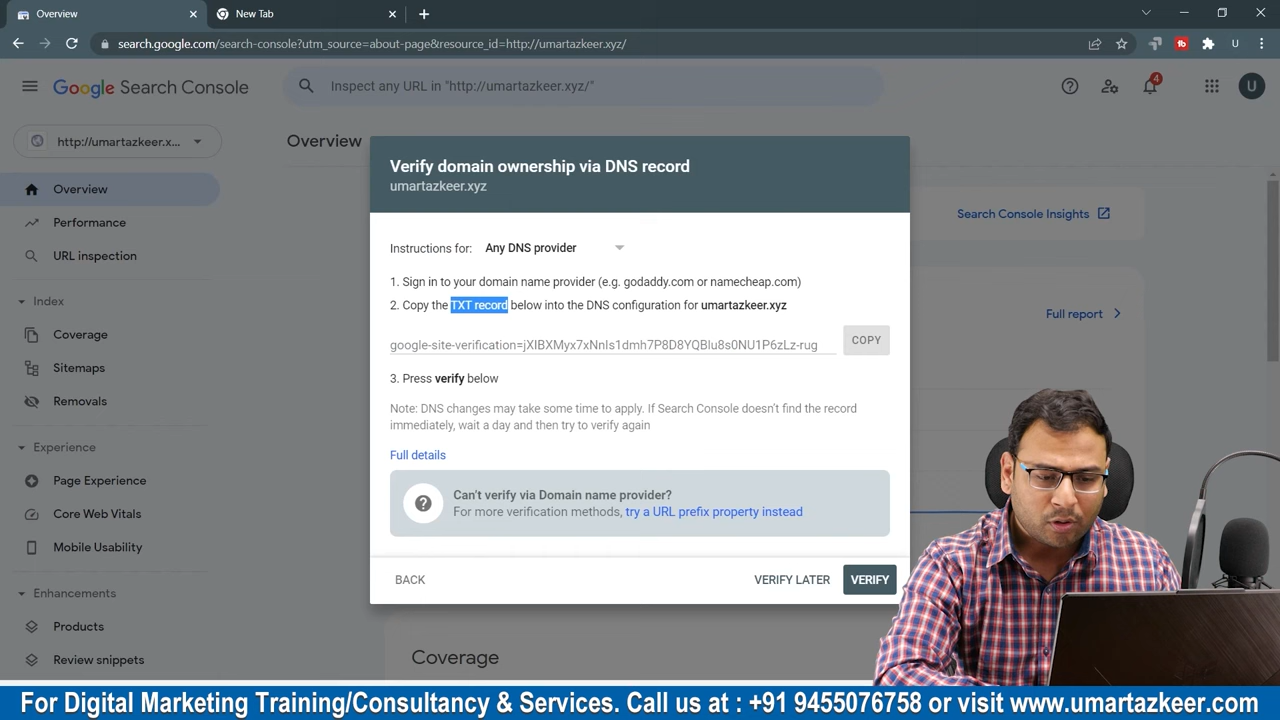 Overview
New Tab
search.google.com/search-console?utm_source=about-page&resource_id=http://umartazkeer.xyz/
U
Google Search Console
Inspect any URL in "http://umartazkeer.xyz/"
4
U
http://umartazkeer.x...
Overview
Overview
Performance
URL inspection
Index
Coverage
Sitemaps
Removals
Experience
Page Experience
Core Web Vitals
Mobile Usability
Enhancements
Products
Review snippets
Search Console Insights
Full report
Verify domain ownership via DNS record
umartazkeer.xyz
Instructions for: Any DNS provider
1. Sign in to your domain name provider (e.g. godaddy.com or namecheap.com)
2. Copy the TXT record below into the DNS configuration for umartazkeer.xyz
google-site-verification=jXIBXMyx7xNnIs1dmh7P8D8YQBlu8s0NU1P6zLz-rug
COPY
3. Press verify below
Note: DNS changes may take some time to apply. If Search Console doesn't find the record
immediately, wait a day and then try to verify again
Full details
Can't verify via Domain name provider?
For more verification methods, try a URL prefix property instead
BACK
VERIFY LATER
VERIFY
Coverage
For Digital Marketing Training/Consultancy & Services. Call us at : +91 9455076758 or visit www.umartazkeer.com